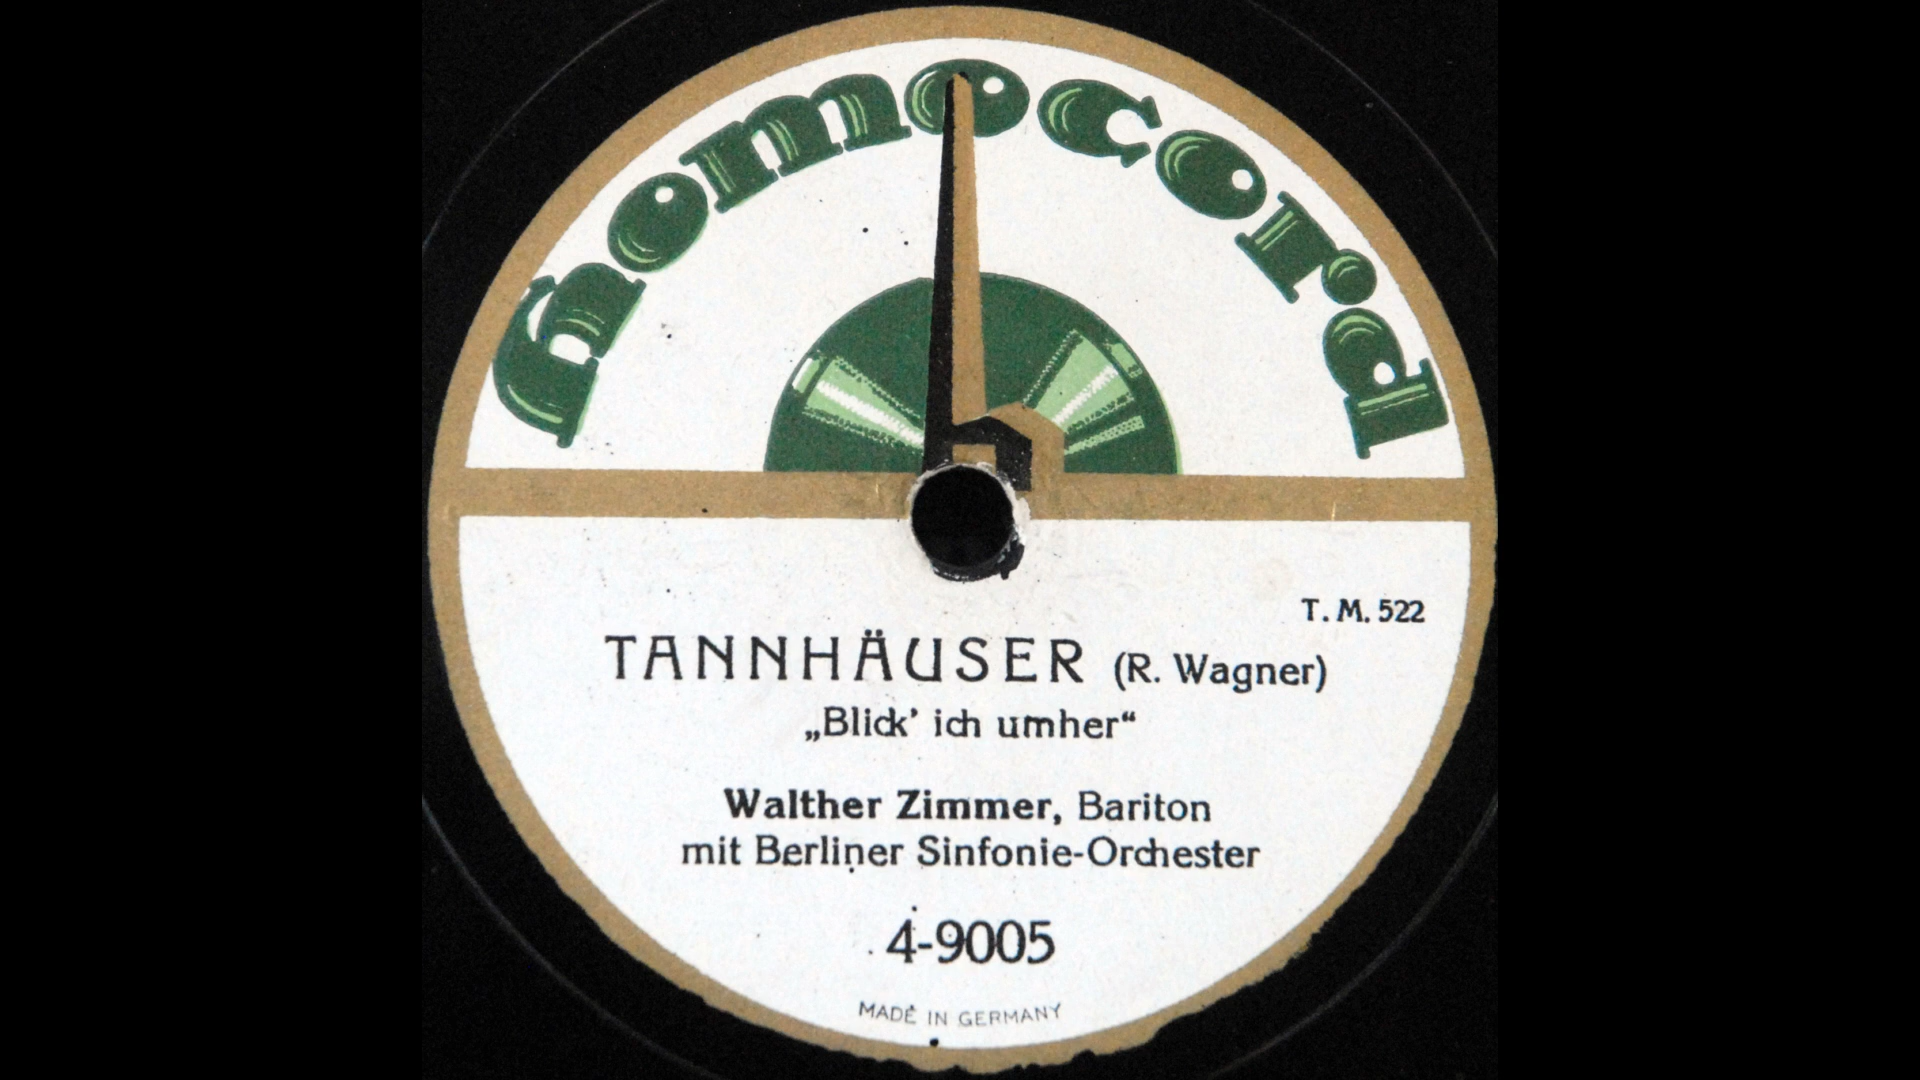 homocord
T. M. 522
TANNHÄUSER (R. Wagner)
„Blick’ ich umher“
Walther Zimmer, Bariton
mit Berliner Sinfonie-Orchester
4-9005
MADE IN GERMANY